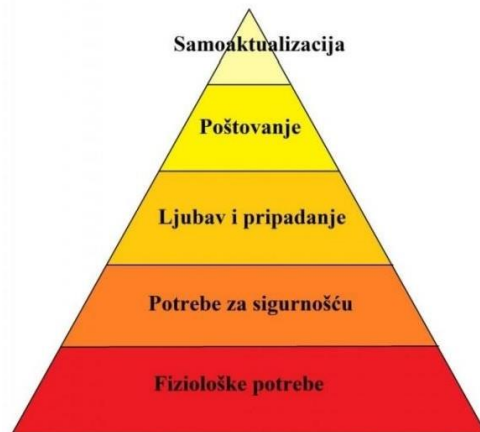 Samoaktualizacija
Poštovanje
Ljubav i pripadanje
Potrebe za sigurnošću
Fiziološke potrebe